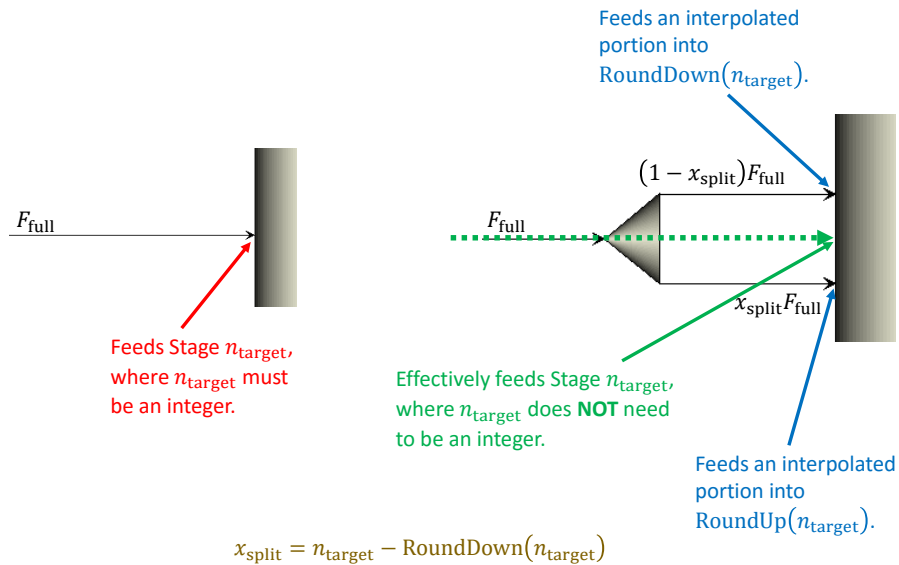 Feeds an interpolated
portion into
RoundDown(n_target).
(1 − x_split)F_full
F_full
F_full
x_split F_full
Feeds Stage n_target,
where n_target must
be an integer.
Effectively feeds Stage n_target,
where n_target does NOT need
to be an integer.
Feeds an interpolated
portion into
RoundUp(n_target).
x_split = n_target − RoundDown(n_target)